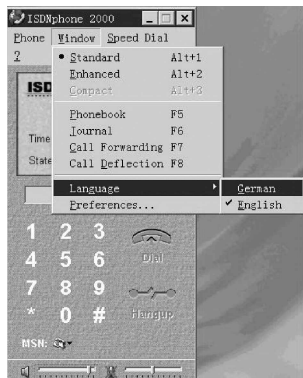 ISDNphone 2000
Phone Window Speed Dial
?
Standard Alt+1
Enhanced Alt+2
Compact Alt+3
ISD
Phonebook F5
Journal F6
Time
Call Forwarding F7
State
Call Deflection F8
Language German
Preferences... English
1 2 3
4 5 6 Dial
7 8 9
* 0 # Hangup
MSN: